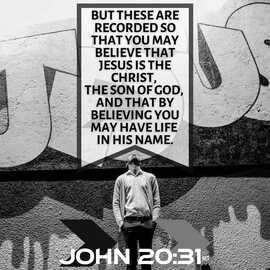 BUT THESE ARE
RECORDED SO
THAT YOU MAY
BELIEVE THAT
JESUS IS THE
CHRIST,
THE SON OF GOD,
AND THAT BY
BELIEVING YOU
MAY HAVE LIFE
IN HIS NAME.
JOHN 20:31